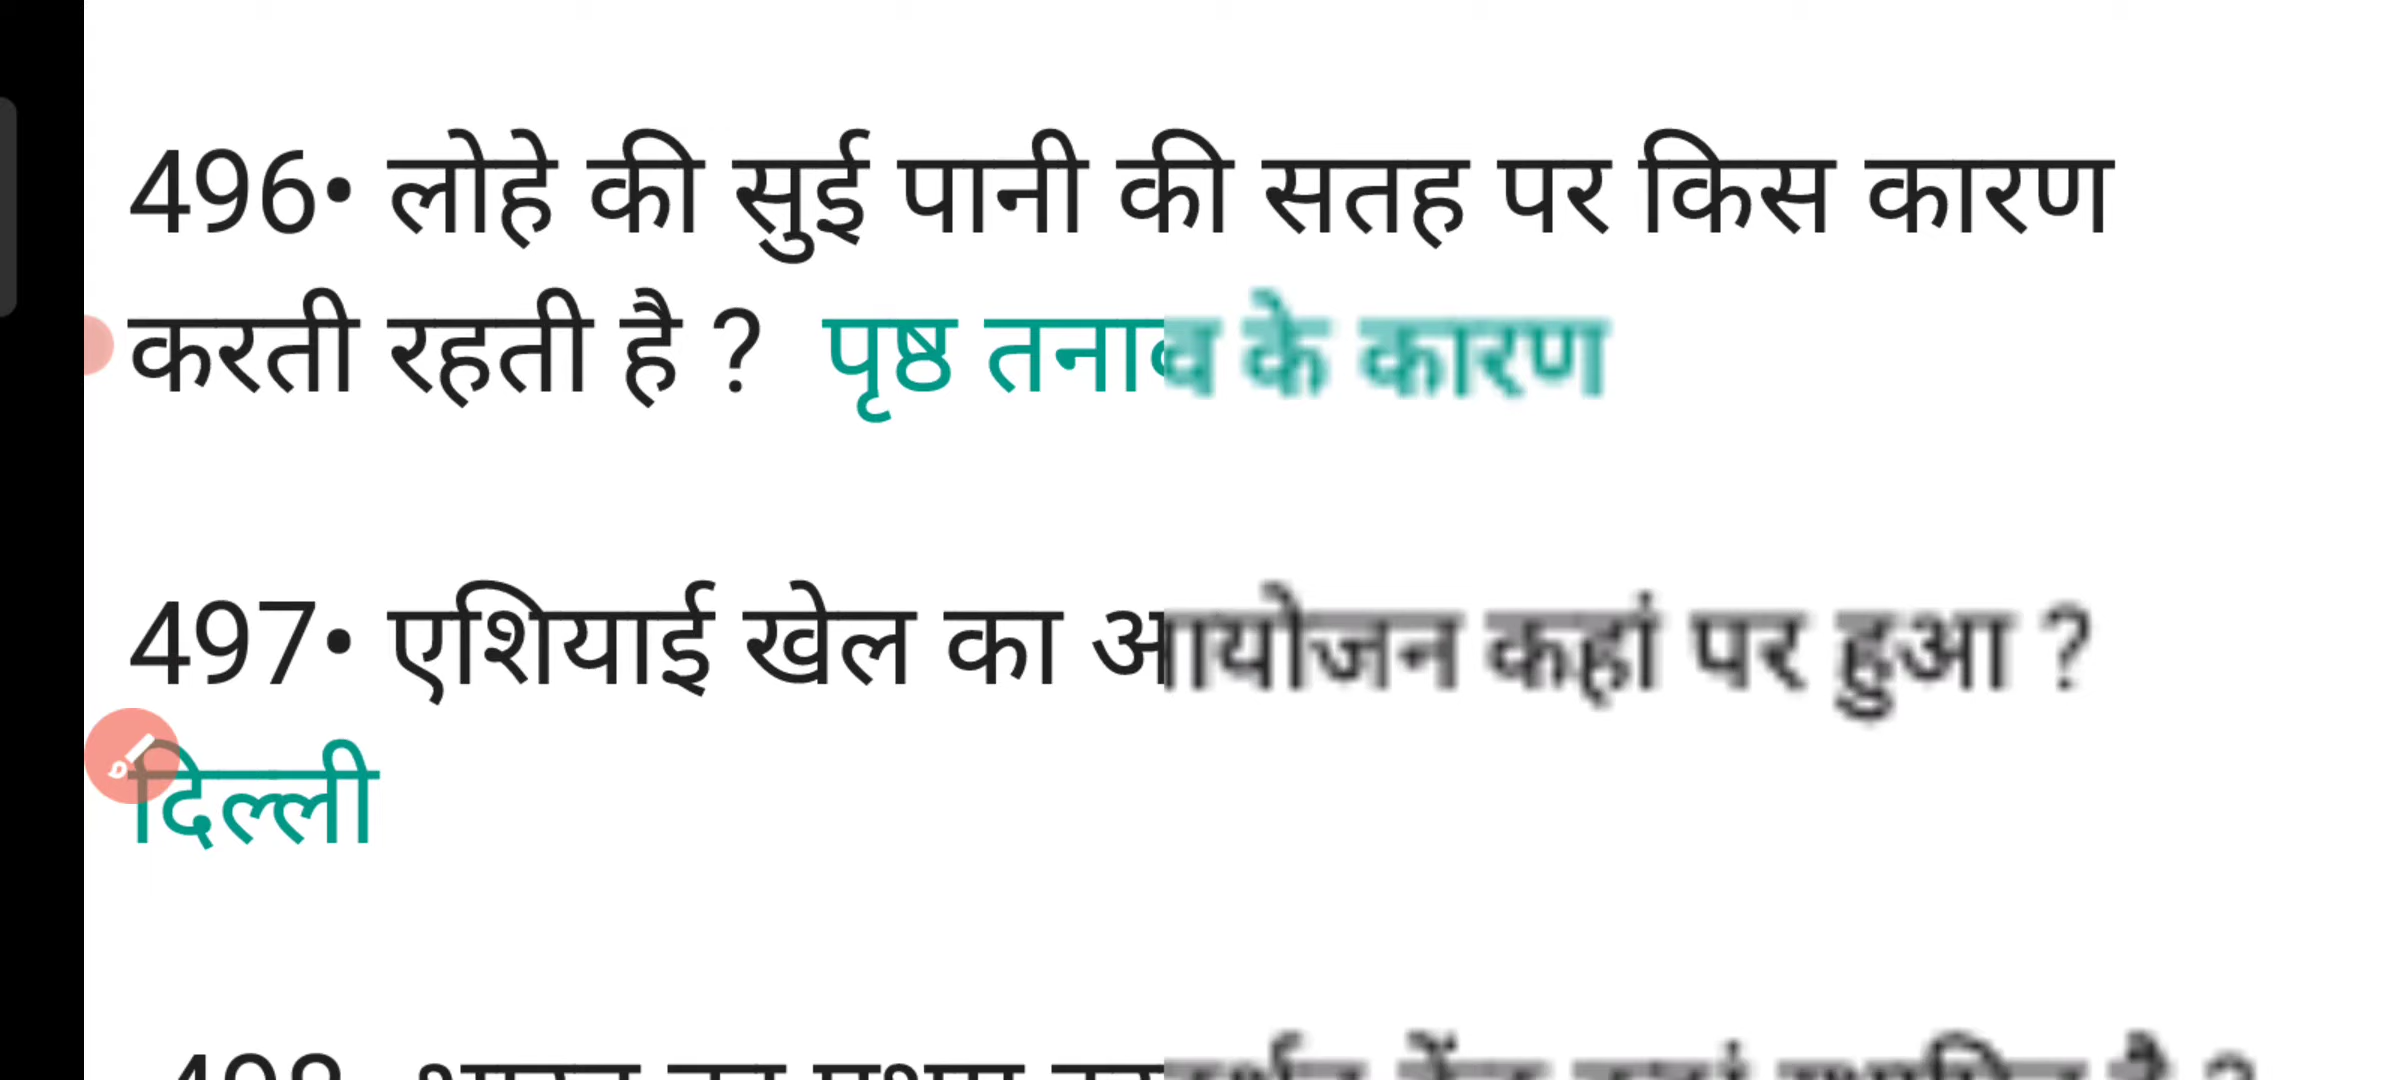 496• लोहे की सुई पानी की सतह पर किस कारण
करती रहती है ? पृष्ठ तनाव के कारण
497• एशियाई खेल का आयोजन कहां पर हुआ ?
दिल्ली